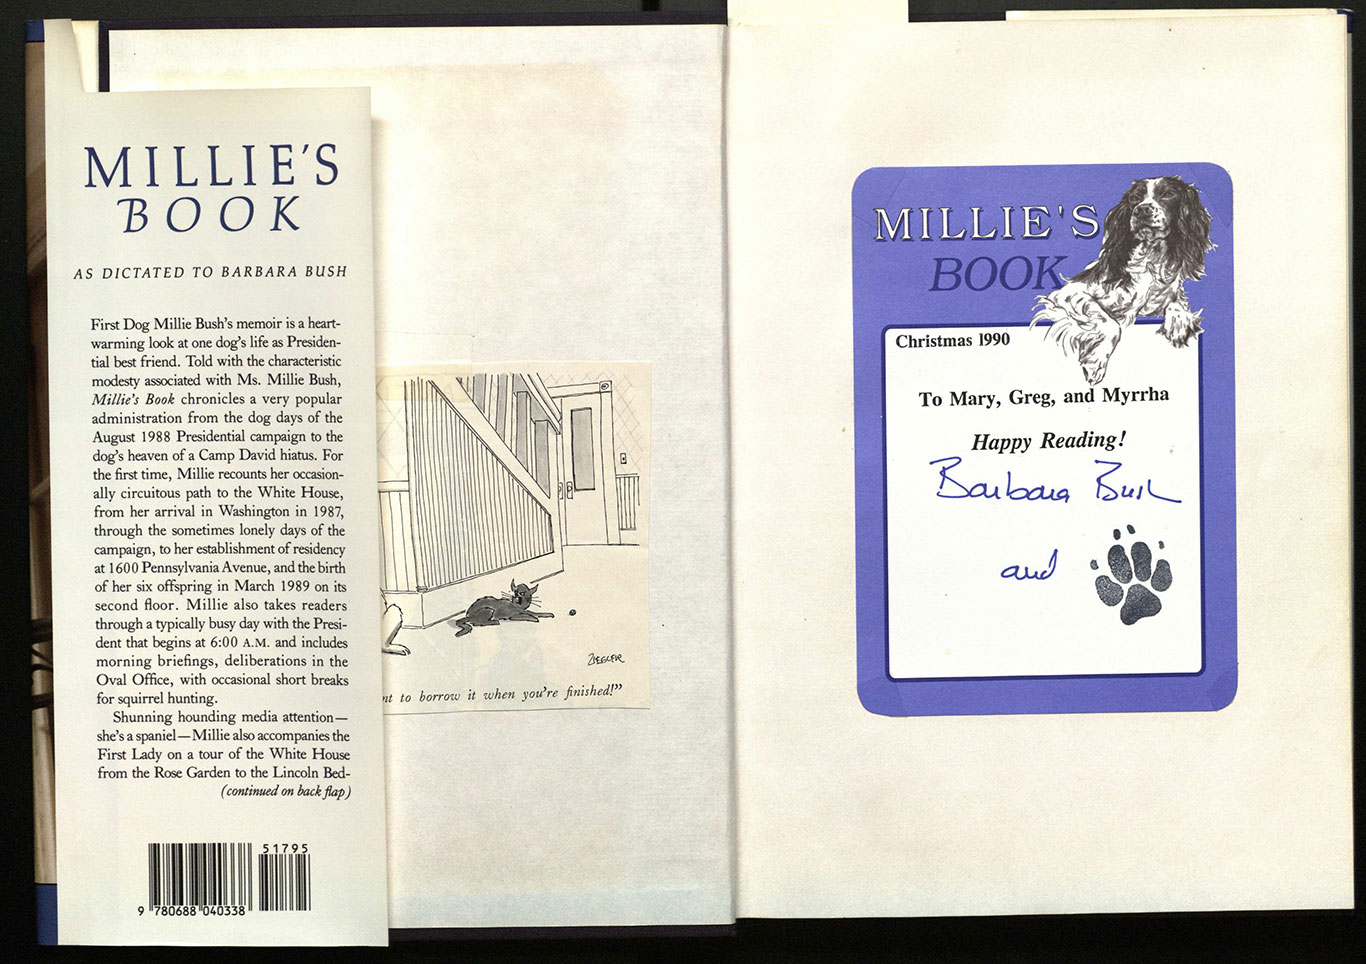 MILLIE'S
BOOK
AS DICTATED TO BARBARA BUSH
First Dog Millie Bush's memoir is a heart-
warming look at one dog's life as Presiden-
tial best friend. Told with the characteristic
modesty associated with Ms. Millie Bush,
Millie's Book chronicles a very popular
administration from the dog days of the
August 1988 Presidential campaign to the
dog's heaven of a Camp David hiatus. For
the first time, Millie recounts her occasion-
ally circuitous path to the White House,
from her arrival in Washington in 1987,
through the sometimes lonely days of the
campaign, to her establishment of residency
at 1600 Pennsylvania Avenue, and the birth
of her six offspring in March 1989 on its
second floor. Millie also takes readers
through a typically busy day with the Presi-
dent that begins at 6:00 A.M. and includes
morning briefings, deliberations in the
Oval Office, with occasional short breaks
for squirrel hunting.
Shunning hounding media attention—
she's a spaniel—Millie also accompanies the
First Lady on a tour of the White House
from the Rose Garden to the Lincoln Bed-
(continued on back flap)
51795
9 780688 040338
ZIEGLER
nt to borrow it when you're finished!"
MILLIE'S
BOOK
Christmas 1990
To Mary, Greg, and Myrrha
Happy Reading!
Barbara Bush
and